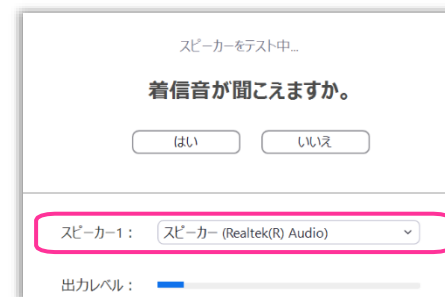 スピーカーをテスト中...
着信音が聞こえますか。
はい いいえ
スピーカー1： スピーカー (Realtek(R) Audio)
出力レベル：